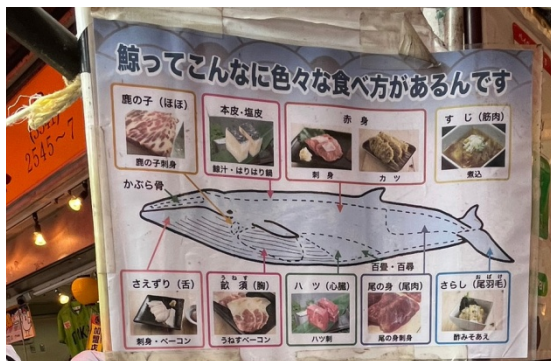 鯨ってこんなに色々な食べ方があるんです
鹿の子（ほほ）
鹿の子刺身
本皮・塩皮
鯨汁・はりはり鍋
赤身
刺身
カツ
すじ（筋肉）
煮込
かぶら骨
百畳・百尋
さえずり（舌）
刺身・ベーコン
うねす
畝須（胸）
うねすベーコン
ハツ（心臓）
ハツ刺
尾の身（尾肉）
尾の身刺身
おばけ
さらし（尾羽毛）
酢みそあえ
2545〜7